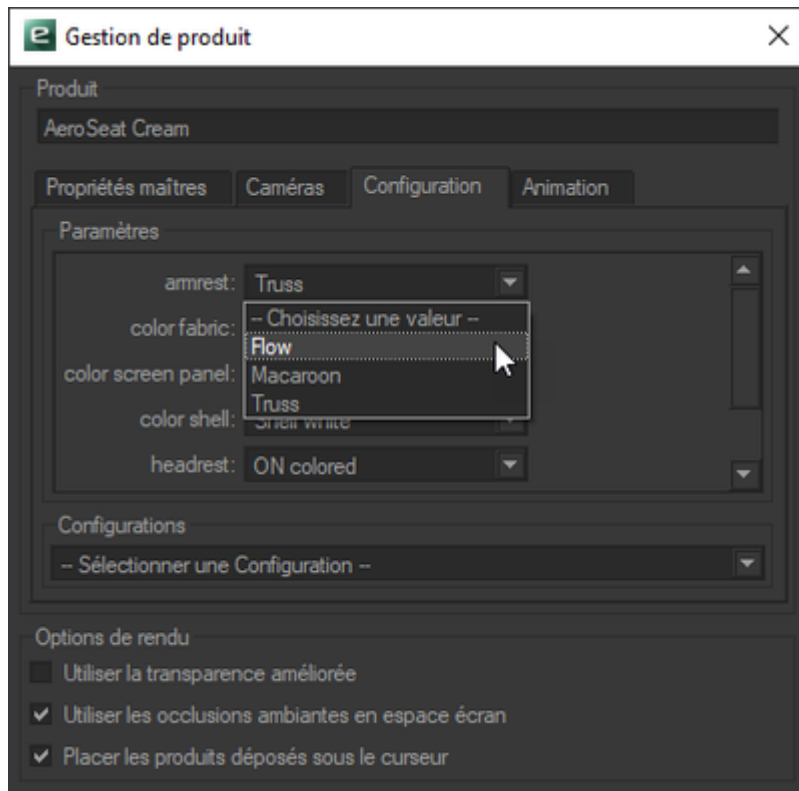 Gestion de produit
Produit
AeroSeat Cream
Propriétés maîtres Caméras Configuration Animation
Paramètres
armrest: Truss
-- Choisissez une valeur --
color fabric:
Flow
color screen panel: Macaroon
Truss
color shell: Shell white
headrest: ON colored
Configurations
-- Sélectionner une Configuration --
Options de rendu
Utiliser la transparence améliorée
Utiliser les occlusions ambiantes en espace écran
Placer les produits déposés sous le curseur